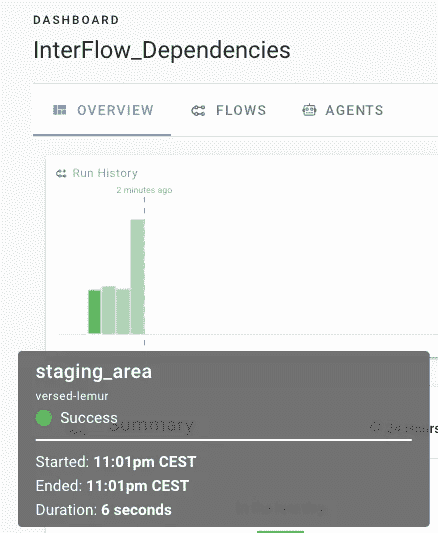 DASHBOARD
InterFlow_Dependencies
OVERVIEW FLOWS AGENTS
Run History
2 minutes ago
staging_area
versed-lemur
Success
Summary
Started: 11:01pm CEST
Ended: 11:01pm CEST
Duration: 6 seconds